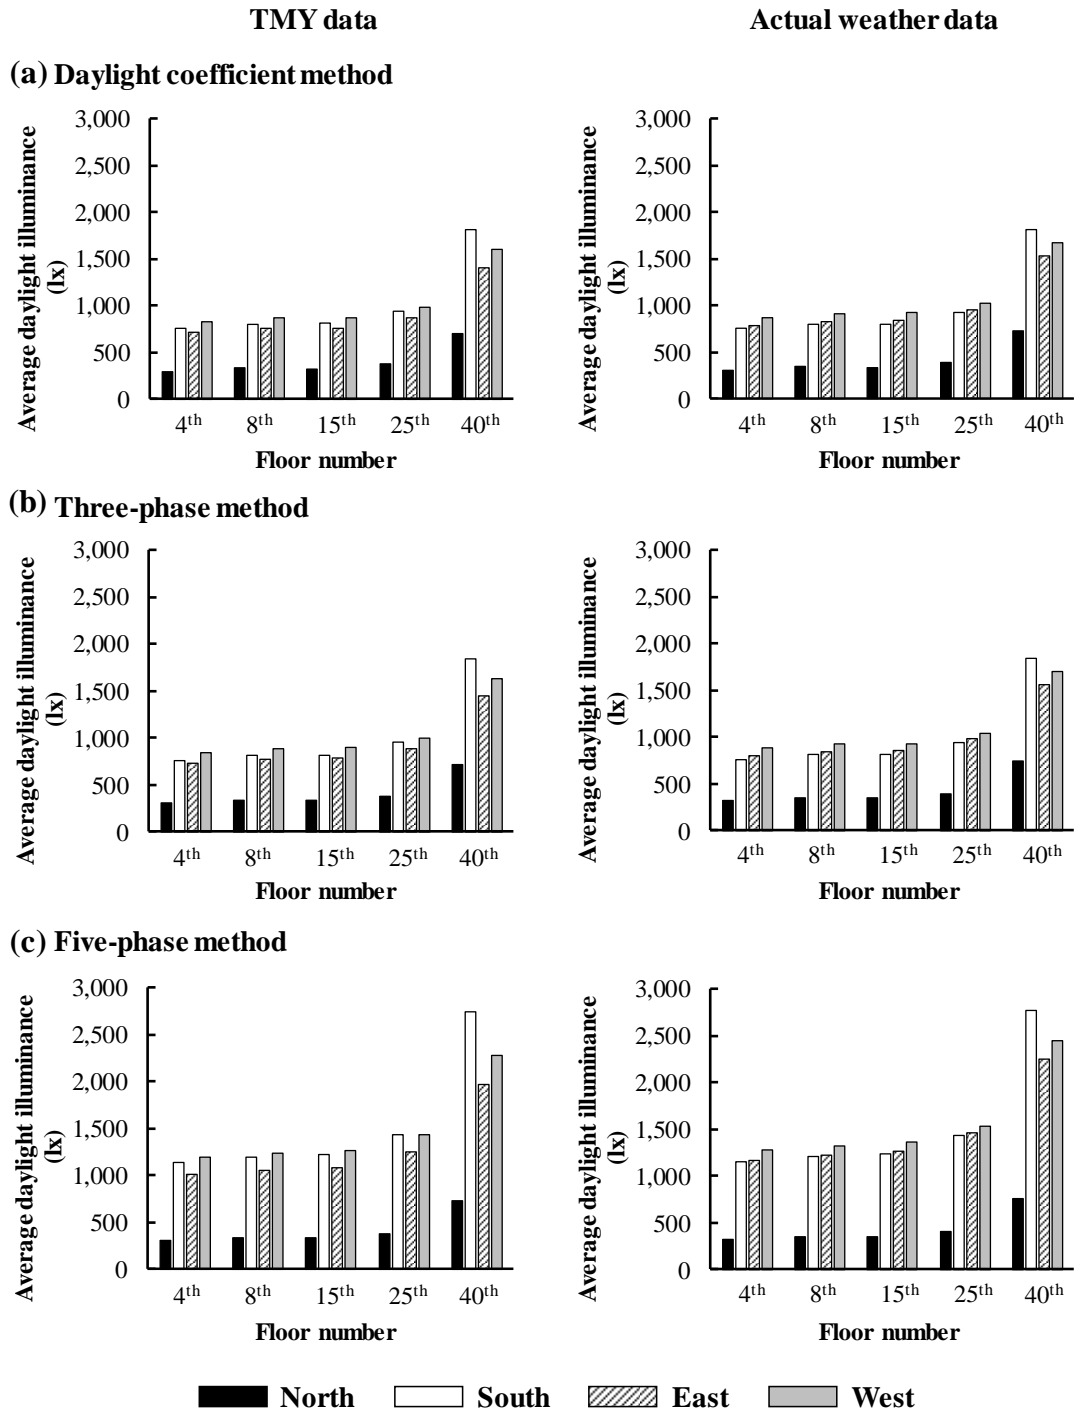 TMY data
Actual weather data
(a) Daylight coefficient method
Average daylight illuminance
(lx)
3,000
2,500
2,000
1,500
1,000
500
0
4th 8th 15th 25th 40th
Floor number
Average daylight illuminance
(lx)
3,000
2,500
2,000
1,500
1,000
500
0
4th 8th 15th 25th 40th
Floor number
(b) Three-phase method
Average daylight illuminance
(lx)
3,000
2,500
2,000
1,500
1,000
500
0
4th 8th 15th 25th 40th
Floor number
Average daylight illuminance
(lx)
3,000
2,500
2,000
1,500
1,000
500
0
4th 8th 15th 25th 40th
Floor number
(c) Five-phase method
Average daylight illuminance
(lx)
3,000
2,500
2,000
1,500
1,000
500
0
4th 8th 15th 25th 40th
Floor number
Average daylight illuminance
(lx)
3,000
2,500
2,000
1,500
1,000
500
0
4th 8th 15th 25th 40th
Floor number
North South East West